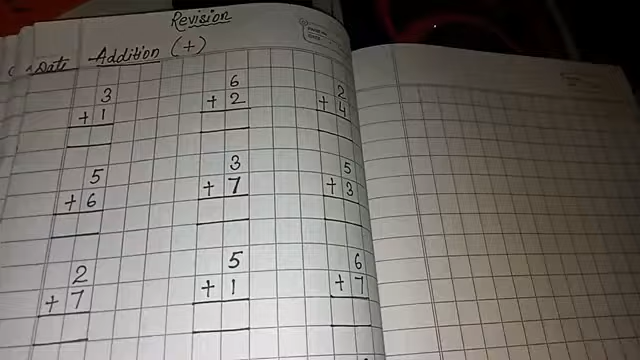 Revision
Date Addition (+)
3 6 2
+ 1 + 2 + 4
5 3 5
+ 6 + 7 + 3
2 5 6
+ 7 + 1 + 7